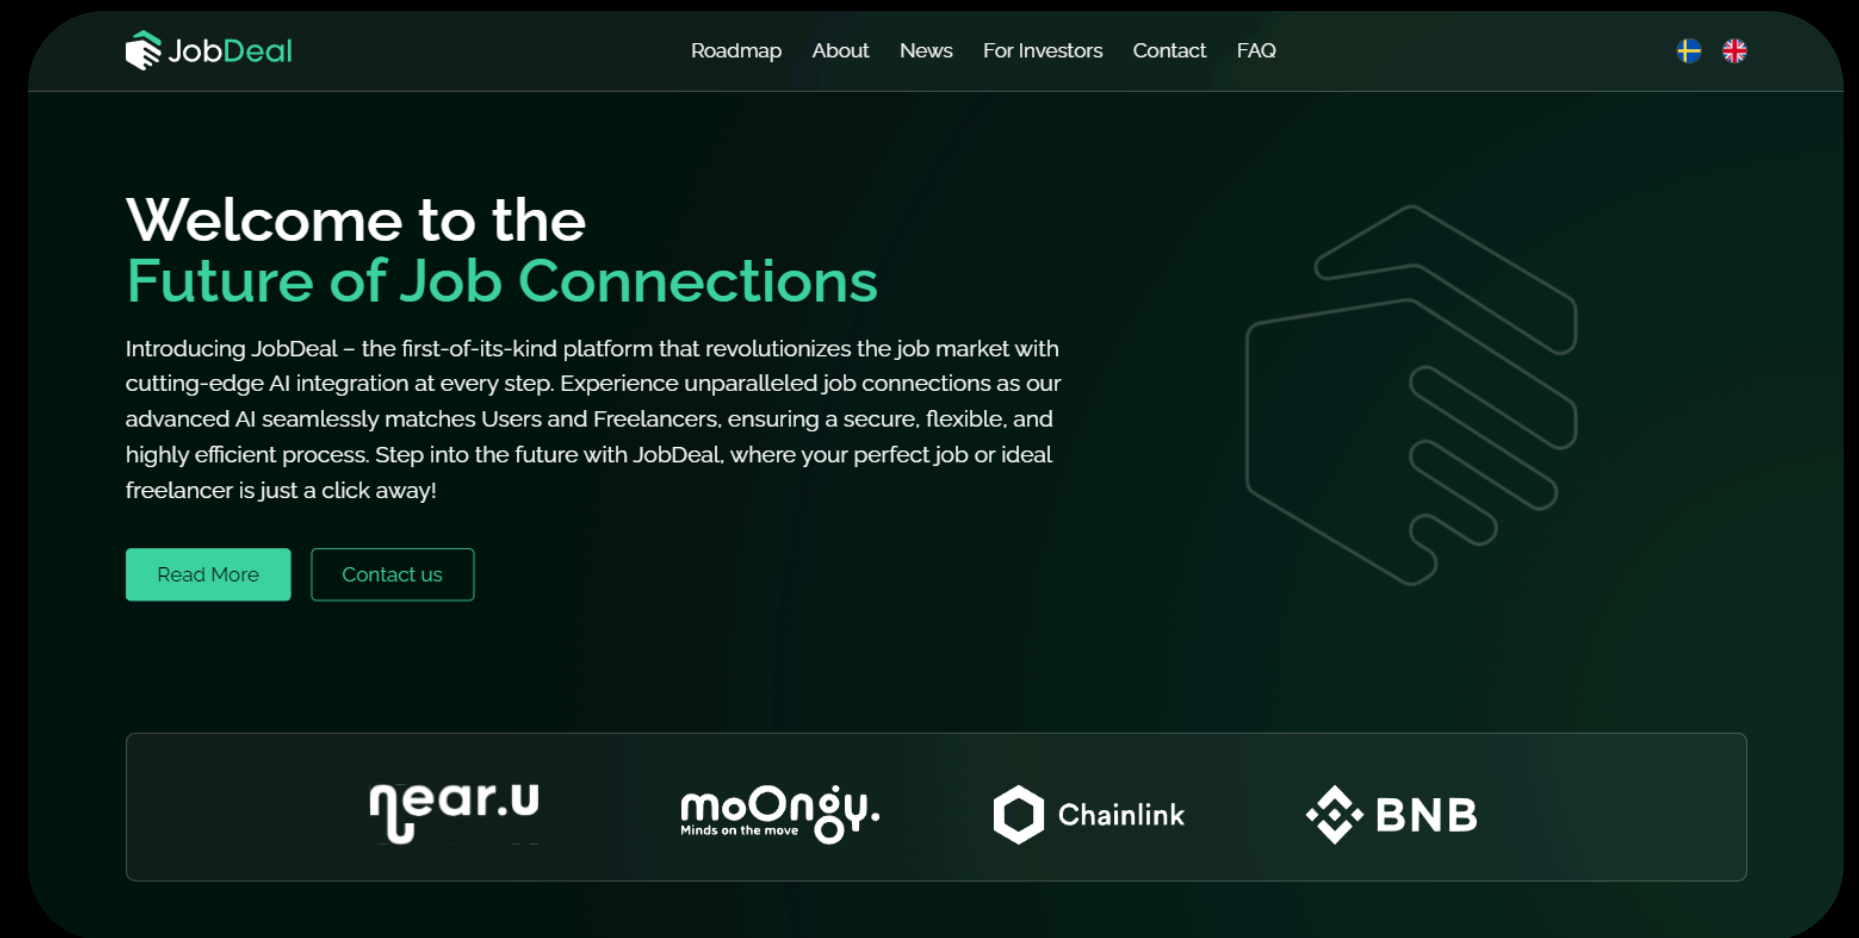 JobDeal
Roadmap About News For Investors Contact FAQ
Welcome to the
Future of Job Connections
Introducing JobDeal – the first-of-its-kind platform that revolutionizes the job market with
cutting-edge AI integration at every step. Experience unparalleled job connections as our
advanced AI seamlessly matches Users and Freelancers, ensuring a secure, flexible, and
highly efficient process. Step into the future with JobDeal, where your perfect job or ideal
freelancer is just a click away!
Read More Contact us
near.u moOngy. Chainlink BNB
Minds on the move